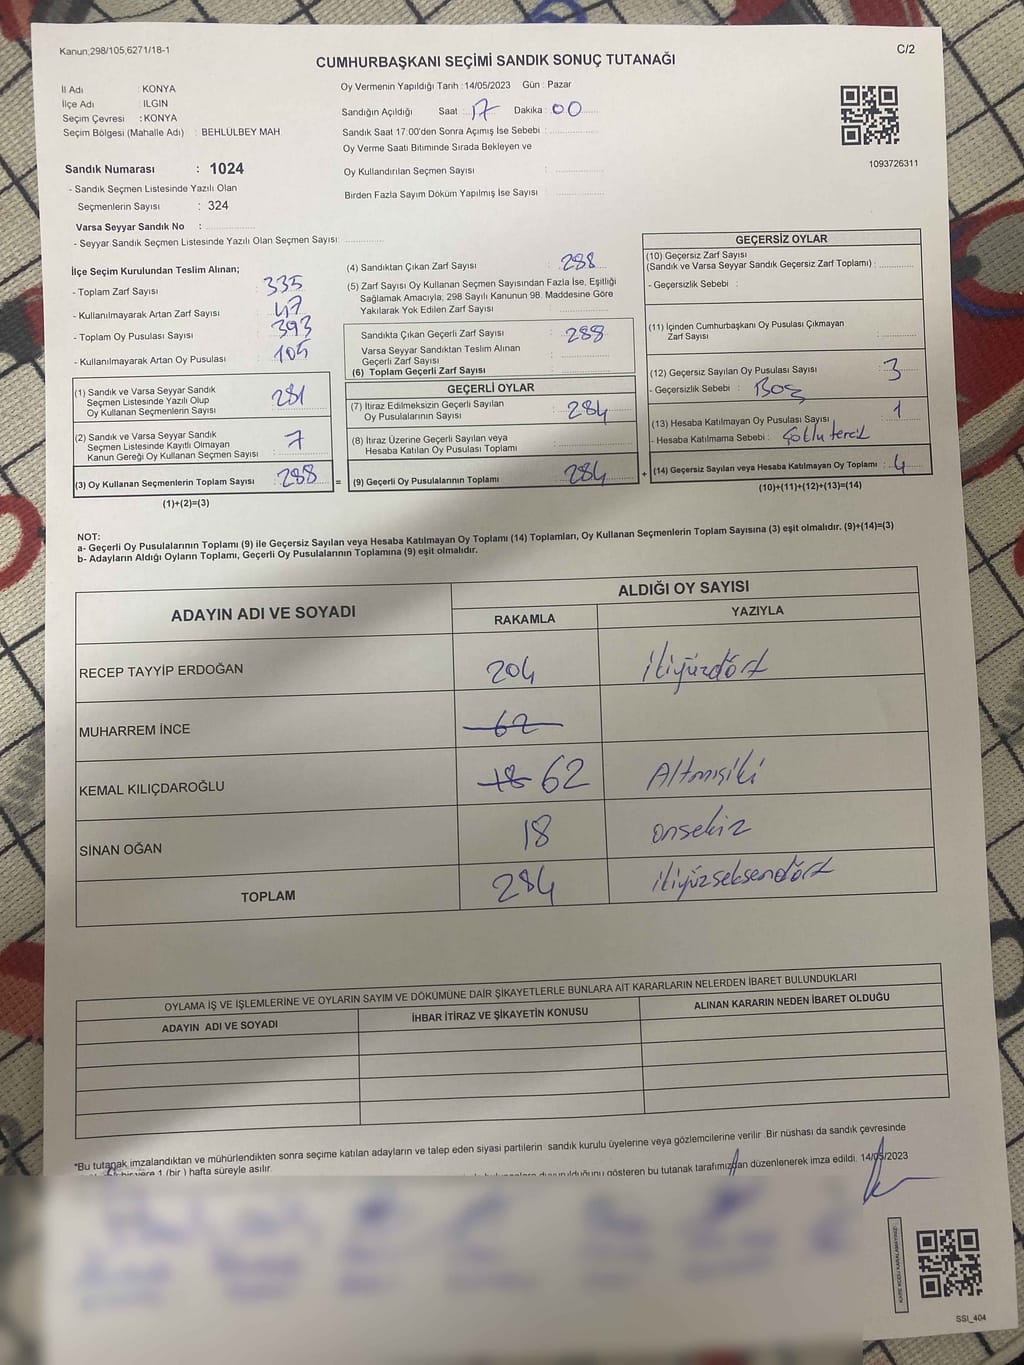 Kanun;298/105,6271/18-1
C/2
CUMHURBAŞKANI SEÇİMİ SANDIK SONUÇ TUTANAĞI
İl Adı : KONYA
İlçe Adı : ILGIN
Seçim Çevresi : KONYA
Seçim Bölgesi (Mahalle Adı) : BEHLÜLBEY MAH
Oy Vermenin Yapıldığı Tarih : 14/05/2023 Gün : Pazar
Sandığın Açıldığı Saat : 17 Dakika : 00
Sandık Saat 17.00'den Sonra Açımış İse Sebebi :
Oy Verme Saati Bitiminde Sırada Bekleyen ve
Oy Kullandırılan Seçmen Sayısı :
Birden Fazla Sayım Döküm Yapılmış İse Sayısı
1093726311
Sandık Numarası : 1024
- Sandık Seçmen Listesinde Yazılı Olan
Seçmenlerin Sayısı : 324
Varsa Seyyar Sandık No :
- Seyyar Sandık Seçmen Listesinde Yazılı Olan Seçmen Sayısı:
İlçe Seçim Kurulundan Teslim Alınan;
- Toplam Zarf Sayısı : 335
- Kullanılmayarak Artan Zarf Sayısı : 47
- Toplam Oy Pusulası Sayısı : 393
- Kullanılmayarak Artan Oy Pusulası : 105
(1) Sandık ve Varsa Seyyar Sandık
Seçmen Listesinde Yazılı Olup
Oy Kullanan Seçmenlerin Sayısı : 281
(2) Sandık ve Varsa Seyyar Sandık
Seçmen Listesinde Kayıtlı Olmayan
Kanun Gereği Oy Kullanan Seçmen Sayısı : 7
(3) Oy Kullanan Seçmenlerin Toplam Sayısı : 288 =
(1)+(2)=(3)
(4) Sandıktan Çıkan Zarf Sayısı : 288
(5) Zarf Sayısı Oy Kullanan Seçmen Sayısından Fazla İse, Eşitliği
Sağlamak Amacıyla; 298 Sayılı Kanunun 98. Maddesine Göre
Yakılarak Yok Edilen Zarf Sayısı :
Sandıkta Çıkan Geçerli Zarf Sayısı : 288
Varsa Seyyar Sandıktan Teslim Alınan
Geçerli Zarf Sayısı :
(6) Toplam Geçerli Zarf Sayısı :
GEÇERLİ OYLAR
(7) İtiraz Edilmeksizin Geçerli Sayılan
Oy Pusulalarının Sayısı : 284
(8) İtiraz Üzerine Geçerli Sayılan veya
Hesaba Katılan Oy Pusulası Toplamı :
(9) Geçerli Oy Pusulalarının Toplamı : 284 +
GEÇERSİZ OYLAR
(10) Geçersiz Zarf Sayısı
(Sandık ve Varsa Seyyar Sandık Geçersiz Zarf Toplamı) :
- Geçersizlik Sebebi :
(11) İçinden Cumhurbaşkanı Oy Pusulası Çıkmayan
Zarf Sayısı :
(12) Geçersiz Sayılan Oy Pusulası Sayısı : 3
- Geçersizlik Sebebi : Boş
(13) Hesaba Katılmayan Oy Pusulası Sayısı : 1
- Hesaba Katılmama Sebebi : Çoklu tercih
(14) Geçersiz Sayılan veya Hesaba Katılmayan Oy Toplamı : 4
(10)+(11)+(12)+(13)=(14)
NOT:
a- Geçerli Oy Pusulalarının Toplamı (9) ile Geçersiz Sayılan veya Hesaba Katılmayan Oy Toplamı (14) Toplamları, Oy Kullanan Seçmenlerin Toplam Sayısına (3) eşit olmalıdır. (9)+(14)=(3)
b- Adayların Aldığı Oyların Toplamı, Geçerli Oy Pusulalarının Toplamına (9) eşit olmalıdır.
ADAYIN ADI VE SOYADI ALDIĞI OY SAYISI
RAKAMLA YAZIYLA
RECEP TAYYİP ERDOĞAN 204 ikiyüzdört
MUHARREM İNCE 62
KEMAL KILIÇDAROĞLU 18 62 Altmışiki
SİNAN OĞAN 18 onsekiz
TOPLAM 284 ikiyüzseksendört
OYLAMA İŞ VE İŞLEMLERİNE VE OYLARIN SAYIM VE DÖKÜMÜNE DAİR ŞİKAYETLERLE BUNLARA AİT KARARLARIN NELERDEN İBARET BULUNDUKLARI
ADAYIN ADI VE SOYADI İHBAR İTİRAZ VE ŞİKAYETİN KONUSU ALINAN KARARIN NEDEN İBARET OLDUĞU
*Bu tutanak imzalandıktan ve mühürlendikten sonra seçime katılan adayların ve talep eden siyasi partilerin sandık kurulu üyelerine veya gözlemcilerine verilir. Bir nüshası da sandık çevresinde
1 (bir) hafta süreyle asılır.
duyurulduğunu gösteren bu tutanak tarafımızdan düzenlenerek imza edildi. 14/05/2023
KARE KODU KARALAMAYINIZ
SSİ_404